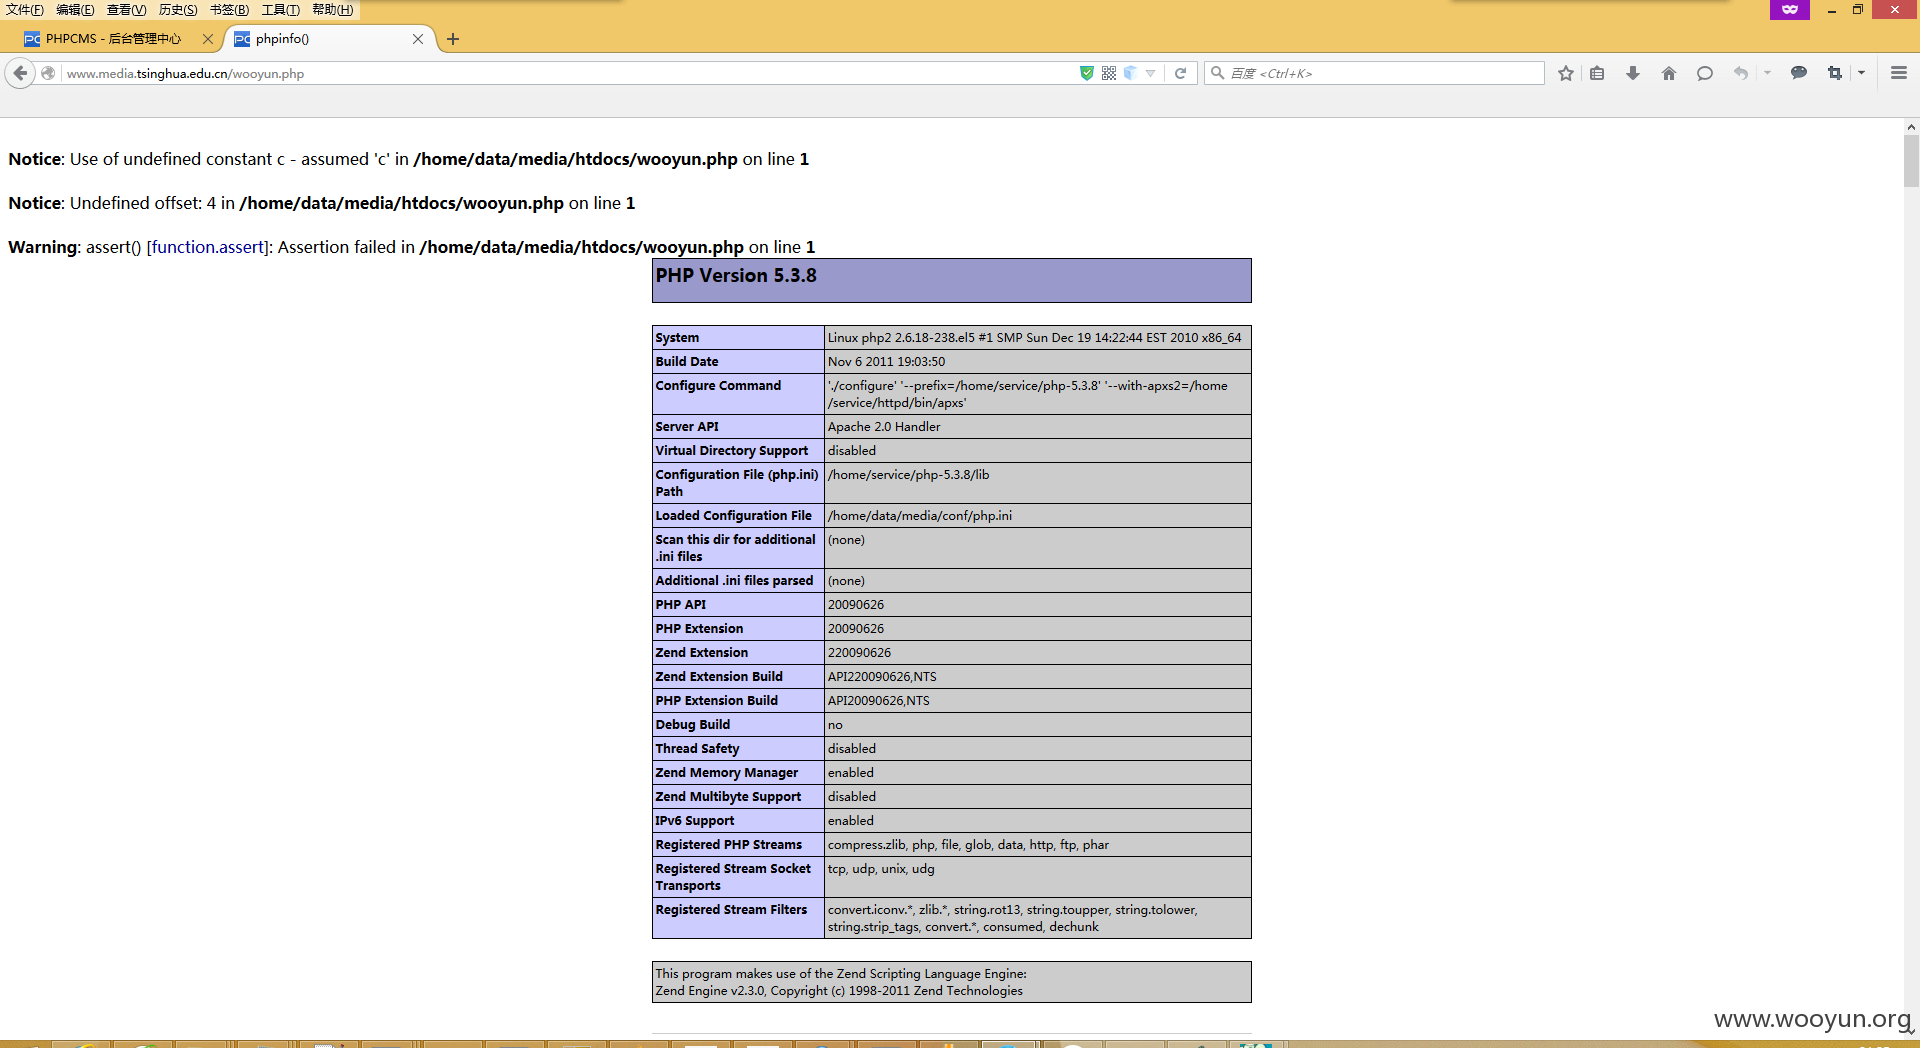 文件(F) 编辑(E) 查看(V) 历史(S) 书签(B) 工具(T) 帮助(H)
PHPCMS - 后台管理中心
phpinfo()
www.media.tsinghua.edu.cn/wooyun.php
百度 <Ctrl+K>
Notice: Use of undefined constant c - assumed 'c' in /home/data/media/htdocs/wooyun.php on line 1
Notice: Undefined offset: 4 in /home/data/media/htdocs/wooyun.php on line 1
Warning: assert() [function.assert]: Assertion failed in /home/data/media/htdocs/wooyun.php on line 1
PHP Version 5.3.8
System Linux php2 2.6.18-238.el5 #1 SMP Sun Dec 19 14:22:44 EST 2010 x86_64
Build Date Nov 6 2011 19:03:50
Configure Command './configure' '--prefix=/home/service/php-5.3.8' '--with-apxs2=/home
/service/httpd/bin/apxs'
Server API Apache 2.0 Handler
Virtual Directory Support disabled
Configuration File (php.ini) /home/service/php-5.3.8/lib
Path
Loaded Configuration File /home/data/media/conf/php.ini
Scan this dir for additional (none)
.ini files
Additional .ini files parsed (none)
PHP API 20090626
PHP Extension 20090626
Zend Extension 220090626
Zend Extension Build API220090626,NTS
PHP Extension Build API20090626,NTS
Debug Build no
Thread Safety disabled
Zend Memory Manager enabled
Zend Multibyte Support disabled
IPv6 Support enabled
Registered PHP Streams compress.zlib, php, file, glob, data, http, ftp, phar
Registered Stream Socket tcp, udp, unix, udg
Transports
Registered Stream Filters convert.iconv.*, zlib.*, string.rot13, string.toupper, string.tolower,
string.strip_tags, convert.*, consumed, dechunk
This program makes use of the Zend Scripting Language Engine:
Zend Engine v2.3.0, Copyright (c) 1998-2011 Zend Technologies
www.wooyun.org